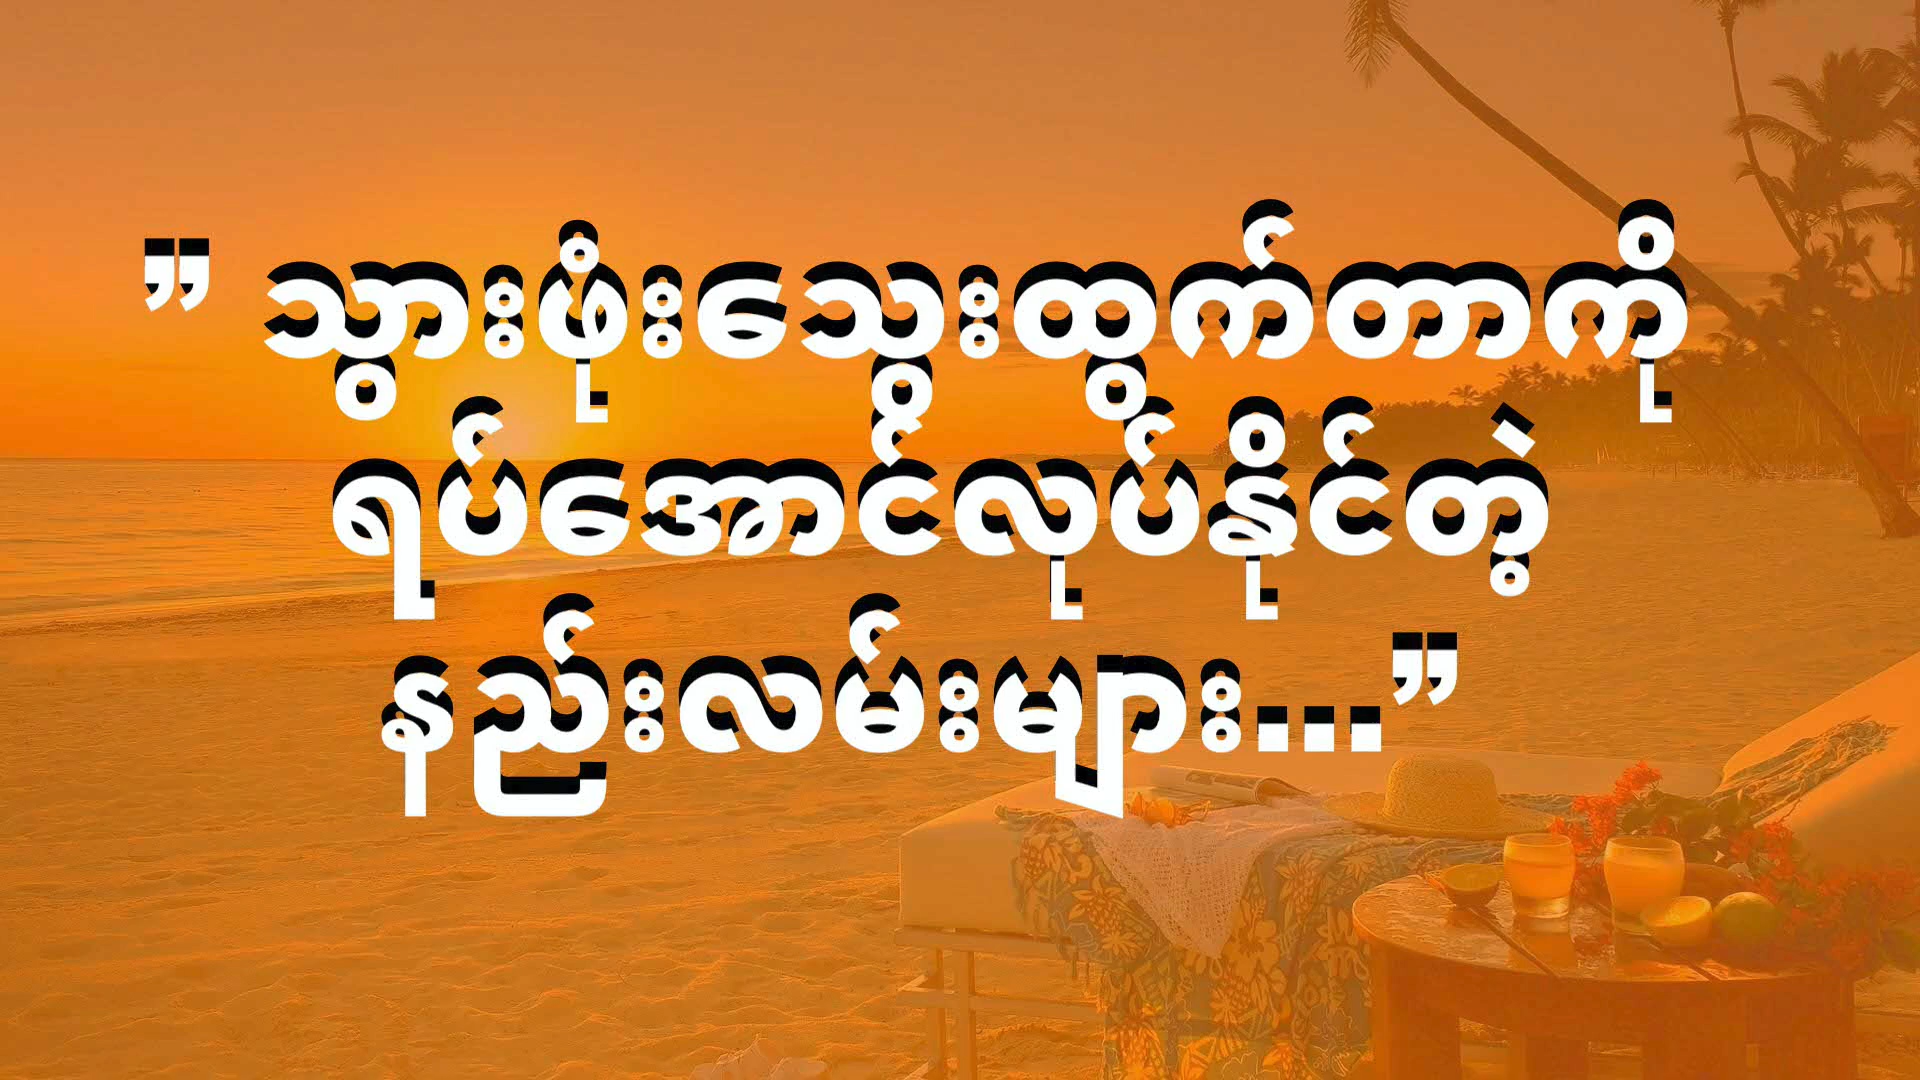 ” သွားဖုံးသွေးထွက်တာကို
ရပ်အောင်လုပ်နိုင်တဲ့
နည်းလမ်းများ...”